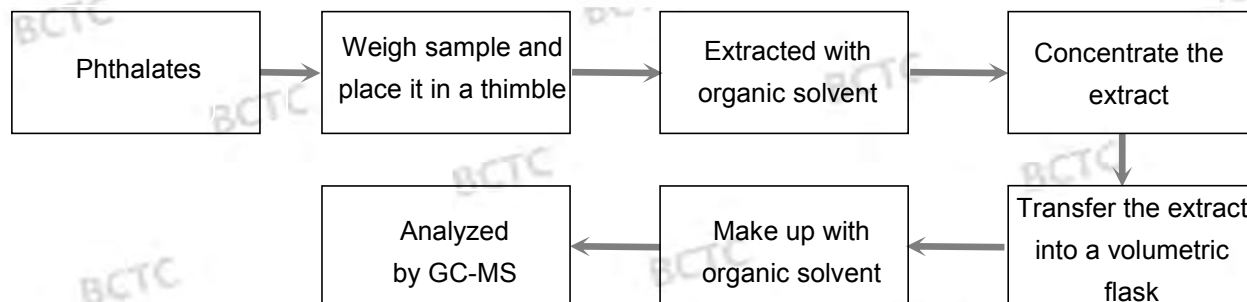 Phthalates
Weigh sample and
place it in a thimble
Extracted with
organic solvent
Concentrate the
extract
Transfer the extract
into a volumetric
flask
Make up with
organic solvent
Analyzed
by GC-MS
BCTC
BCTC
BCTC
BCTC
BCTC
BCTC
BCTC
BCTC